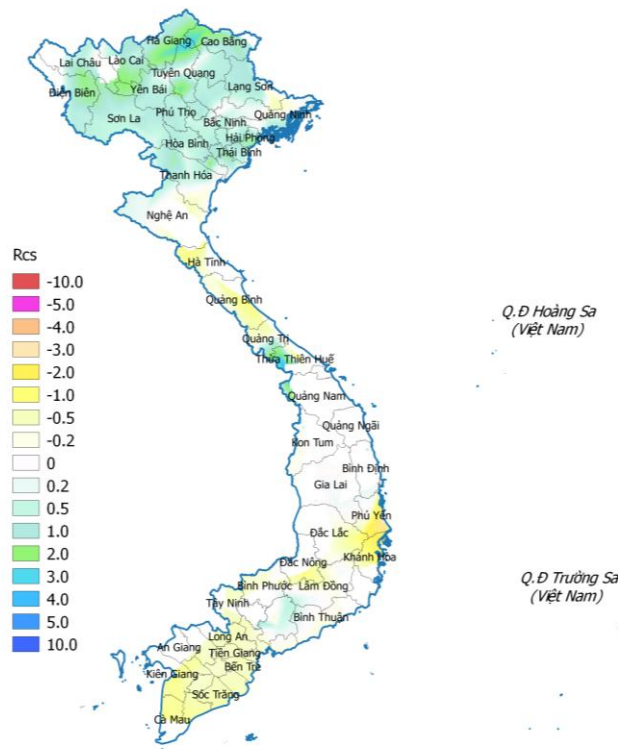 Hà Giang
Cao Bằng
Lai Châu
Lào Cai
Tuyên Quang
Điện Biên
Yên Bái
Lạng Sơn
Sơn La
Phú Thọ
Bắc Ninh
Quảng Ninh
Hòa Bình
Hải Phòng
Thái Bình
Thanh Hóa
Nghệ An
Hà Tĩnh
Quảng Bình
Quảng Trị
Thừa Thiên Huế
Quảng Nam
Quảng Ngãi
Kon Tum
Bình Định
Gia Lai
Phú Yên
Đắc Lắc
Khánh Hòa
Đắc Nông
Bình Phước
Lâm Đồng
Tây Ninh
Bình Thuận
Long An
An Giang
Tiền Giang
Bến Tre
Kiên Giang
Sóc Trăng
Cà Mau
Rcs
-10.0
-5.0
-4.0
-3.0
-2.0
-1.0
-0.5
-0.2
0
0.2
0.5
1.0
2.0
3.0
4.0
5.0
10.0
Q.Đ Hoàng Sa
(Việt Nam)
Q.Đ Trường Sa
(Việt Nam)